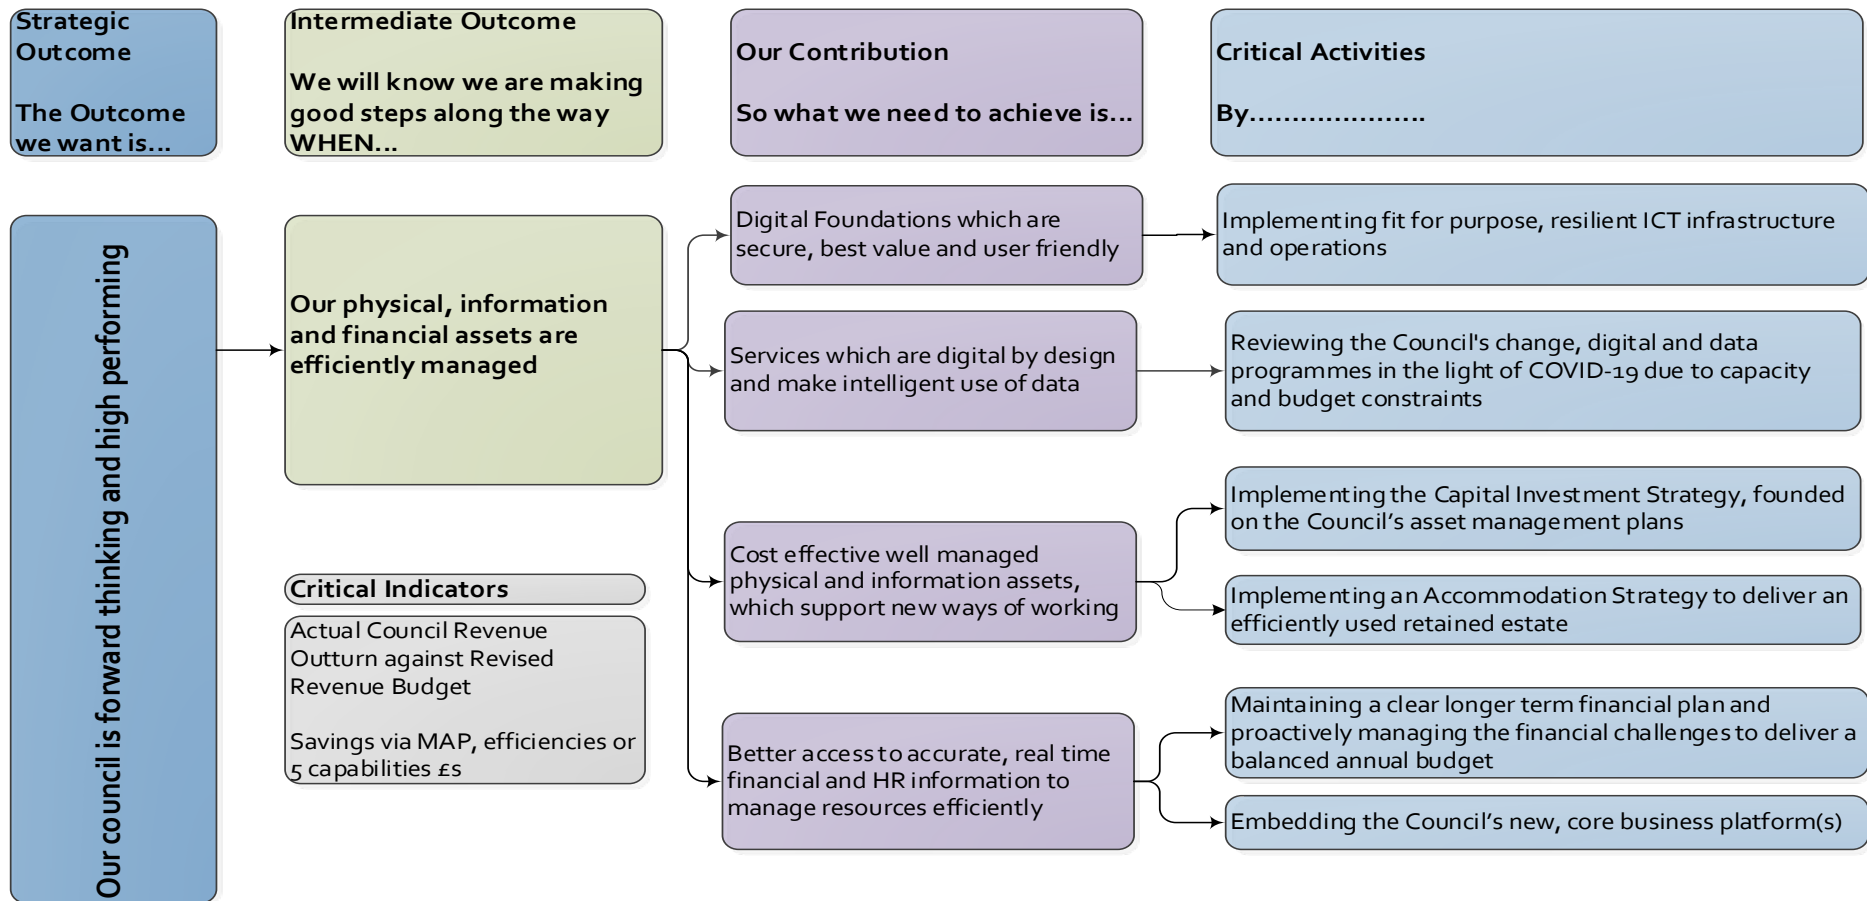 Strategic
Outcome
The Outcome
we want is...
Intermediate Outcome
We will know we are making
good steps along the way
WHEN...
Our Contribution
So what we need to achieve is...
Critical Activities
By.....................
Our council is forward thinking and high performing
Our physical, information
and financial assets are
efficiently managed
Critical Indicators
Actual Council Revenue
Outturn against Revised
Revenue Budget
Savings via MAP, efficiencies or
5 capabilities £s
Digital Foundations which are
secure, best value and user friendly
Implementing fit for purpose, resilient ICT infrastructure
and operations
Services which are digital by design
and make intelligent use of data
Reviewing the Council's change, digital and data
programmes in the light of COVID-19 due to capacity
and budget constraints
Cost effective well managed
physical and information assets,
which support new ways of working
Implementing the Capital Investment Strategy, founded
on the Council’s asset management plans
Implementing an Accommodation Strategy to deliver an
efficiently used retained estate
Better access to accurate, real time
financial and HR information to
manage resources efficiently
Maintaining a clear longer term financial plan and
proactively managing the financial challenges to deliver a
balanced annual budget
Embedding the Council’s new, core business platform(s)